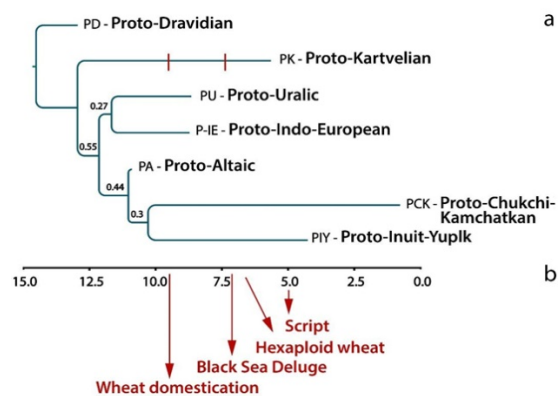 a
PD - Proto-Dravidian
PK - Proto-Kartvelian
PU - Proto-Uralic
0.27
P-IE - Proto-Indo-European
0.55
PA - Proto-Altaic
0.44
PCK - Proto-Chukchi-
Kamchatkan
0.3
PIY - Proto-Inuit-Yuplk
b
15.0 12.5 10.0 7.5 5.0 2.5 0.0
Script
Hexaploid wheat
Black Sea Deluge
Wheat domestication